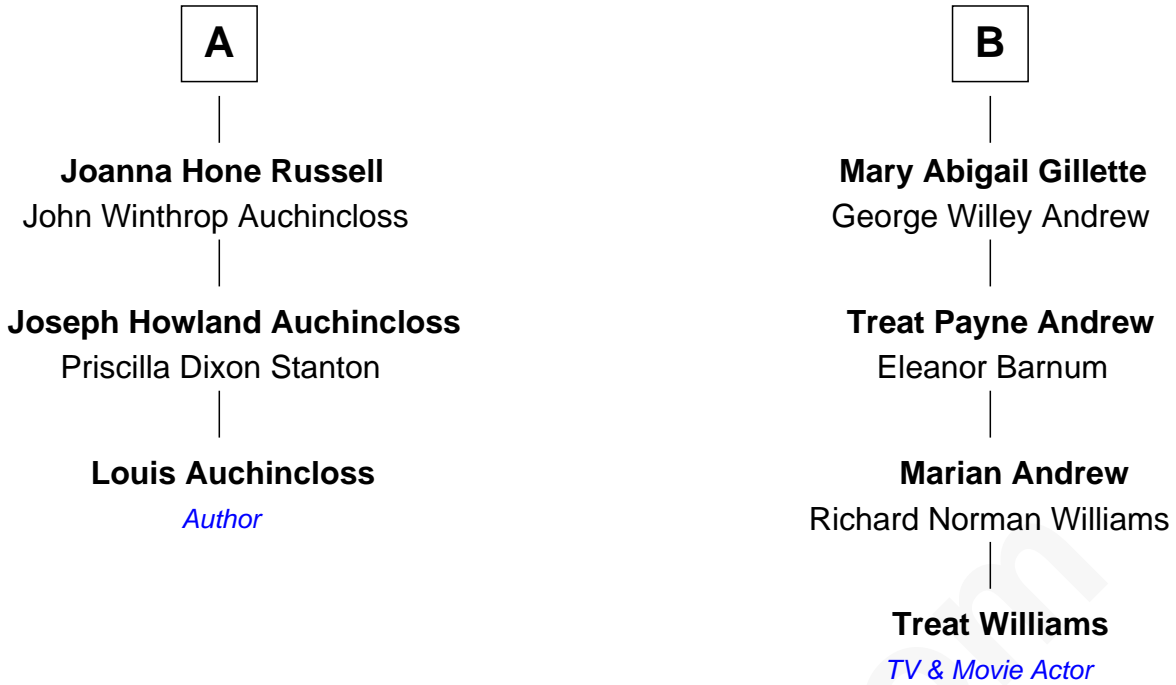 A
Joanna Hone Russell
John Winthrop Auchincloss
Joseph Howland Auchincloss
Priscilla Dixon Stanton
Louis Auchincloss
Author
B
Mary Abigail Gillette
George Willey Andrew
Treat Payne Andrew
Eleanor Barnum
Marian Andrew
Richard Norman Williams
Treat Williams
TV & Movie Actor